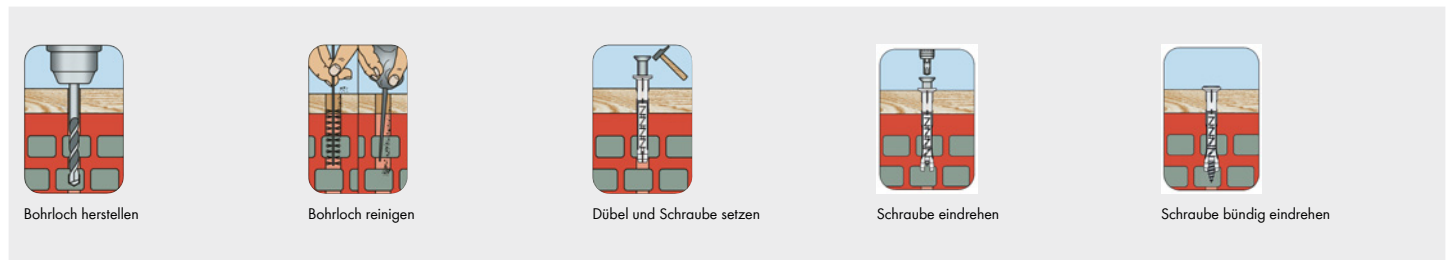 Bohrloch herstellen
Bohrloch reinigen
Dübel und Schraube setzen
Schraube eindrehen
Schraube bündig eindrehen